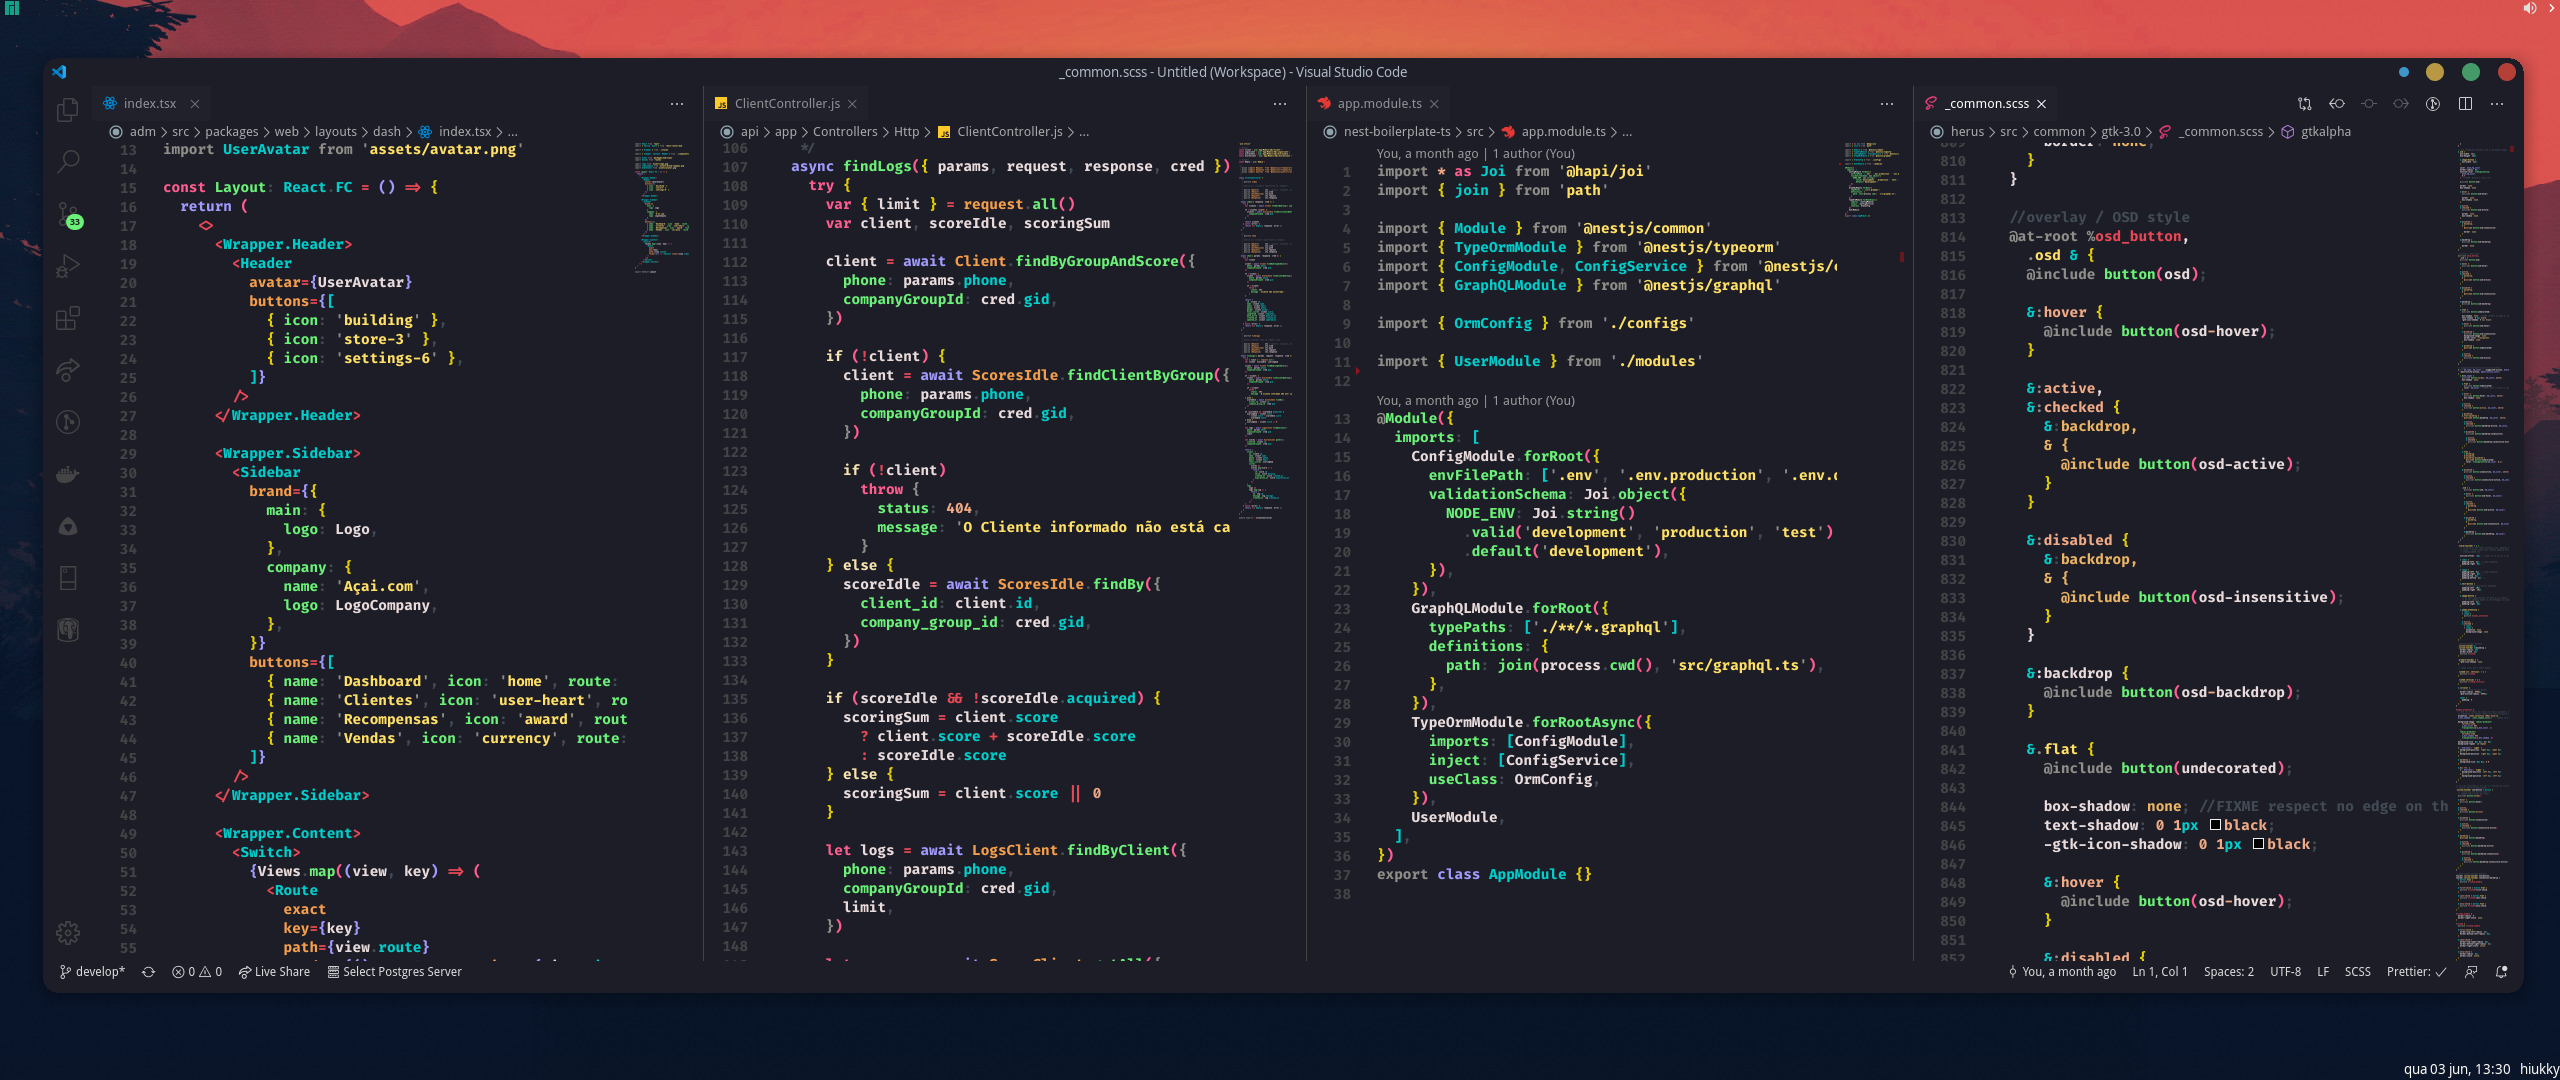 _common.scss - Untitled (Workspace) - Visual Studio Code
index.tsx
adm > src > packages > web > layouts > dash > index.tsx > ...
13 import UserAvatar from 'assets/avatar.png'
14
15 const Layout: React.FC = () => {
16 return (
17 <>
18 <Wrapper.Header>
19 <Header
20 avatar={UserAvatar}
21 buttons={[
22 { icon: 'building' },
23 { icon: 'store-3' },
24 { icon: 'settings-6' },
25 ]}
26 />
27 </Wrapper.Header>
28
29 <Wrapper.Sidebar>
30 <Sidebar
31 brand={{
32 main: {
33 logo: Logo,
34 },
35 company: {
36 name: 'Açai.com',
37 logo: LogoCompany,
38 },
39 }}
40 buttons={[
41 { name: 'Dashboard', icon: 'home', route:
42 { name: 'Clientes', icon: 'user-heart', ro
43 { name: 'Recompensas', icon: 'award', rout
44 { name: 'Vendas', icon: 'currency', route:
45 ]}
46 />
47 </Wrapper.Sidebar>
48
49 <Wrapper.Content>
50 <Switch>
51 {Views.map((view, key) => (
52 <Route
53 exact
54 key={key}
55 path={view.route}
33
ClientController.js
api > app > Controllers > Http > ClientController.js > ...
106 */
107 async findLogs({ params, request, response, cred })
108 try {
109 var { limit } = request.all()
110 var client, scoreIdle, scoringSum
111
112 client = await Client.findByGroupAndScore({
113 phone: params.phone,
114 companyGroupId: cred.gid,
115 })
116
117 if (!client) {
118 client = await ScoresIdle.findClientByGroup({
119 phone: params.phone,
120 companyGroupId: cred.gid,
121 })
122
123 if (!client)
124 throw {
125 status: 404,
126 message: 'O Cliente informado não está ca
127 }
128 } else {
129 scoreIdle = await ScoresIdle.findBy({
130 client_id: client.id,
131 company_group_id: cred.gid,
132 })
133 }
134
135 if (scoreIdle && !scoreIdle.acquired) {
136 scoringSum = client.score
137 ? client.score + scoreIdle.score
138 : scoreIdle.score
139 } else {
140 scoringSum = client.score || 0
141 }
142
143 let logs = await LogsClient.findByClient({
144 phone: params.phone,
145 companyGroupId: cred.gid,
146 limit,
147 })
148
app.module.ts
nest-boilerplate-ts > src > app.module.ts > ...
You, a month ago | 1 author (You)
1 import * as Joi from '@hapi/joi'
2 import { join } from 'path'
3
4 import { Module } from '@nestjs/common'
5 import { TypeOrmModule } from '@nestjs/typeorm'
6 import { ConfigModule, ConfigService } from '@nestjs/c
7 import { GraphQLModule } from '@nestjs/graphql'
8
9 import { OrmConfig } from './configs'
10
11 import { UserModule } from './modules'
12
You, a month ago | 1 author (You)
13 @Module({
14 imports: [
15 ConfigModule.forRoot({
16 envFilePath: ['.env', '.env.production', '.env.d
17 validationSchema: Joi.object({
18 NODE_ENV: Joi.string()
19 .valid('development', 'production', 'test')
20 .default('development'),
21 }),
22 }),
23 GraphQLModule.forRoot({
24 typePaths: ['./**/*.graphql'],
25 definitions: {
26 path: join(process.cwd(), 'src/graphql.ts'),
27 },
28 }),
29 TypeOrmModule.forRootAsync({
30 imports: [ConfigModule],
31 inject: [ConfigService],
32 useClass: OrmConfig,
33 }),
34 UserModule,
35 ],
36 })
37 export class AppModule {}
38
_common.scss
herus > src > common > gtk-3.0 > _common.scss > gtkalpha
809 border: none;
810 }
811 }
812
813 //overlay / OSD style
814 @at-root %osd_button,
815 .osd & {
816 @include button(osd);
817
818 &:hover {
819 @include button(osd-hover);
820 }
821
822 &:active,
823 &:checked {
824 &:backdrop,
825 & {
826 @include button(osd-active);
827 }
828 }
829
830 &:disabled {
831 &:backdrop,
832 & {
833 @include button(osd-insensitive);
834 }
835 }
836
837 &:backdrop {
838 @include button(osd-backdrop);
839 }
840
841 &.flat {
842 @include button(undecorated);
843
844 box-shadow: none; //FIXME respect no edge on th
845 text-shadow: 0 1px black;
846 -gtk-icon-shadow: 0 1px black;
847
848 &:hover {
849 @include button(osd-hover);
850 }
851
852 &:disabled {
develop* 0 0 Live Share Select Postgres Server
You, a month ago Ln 1, Col 1 Spaces: 2 UTF-8 LF SCSS Prettier: ✓
qua 03 jun, 13:30 hiukky